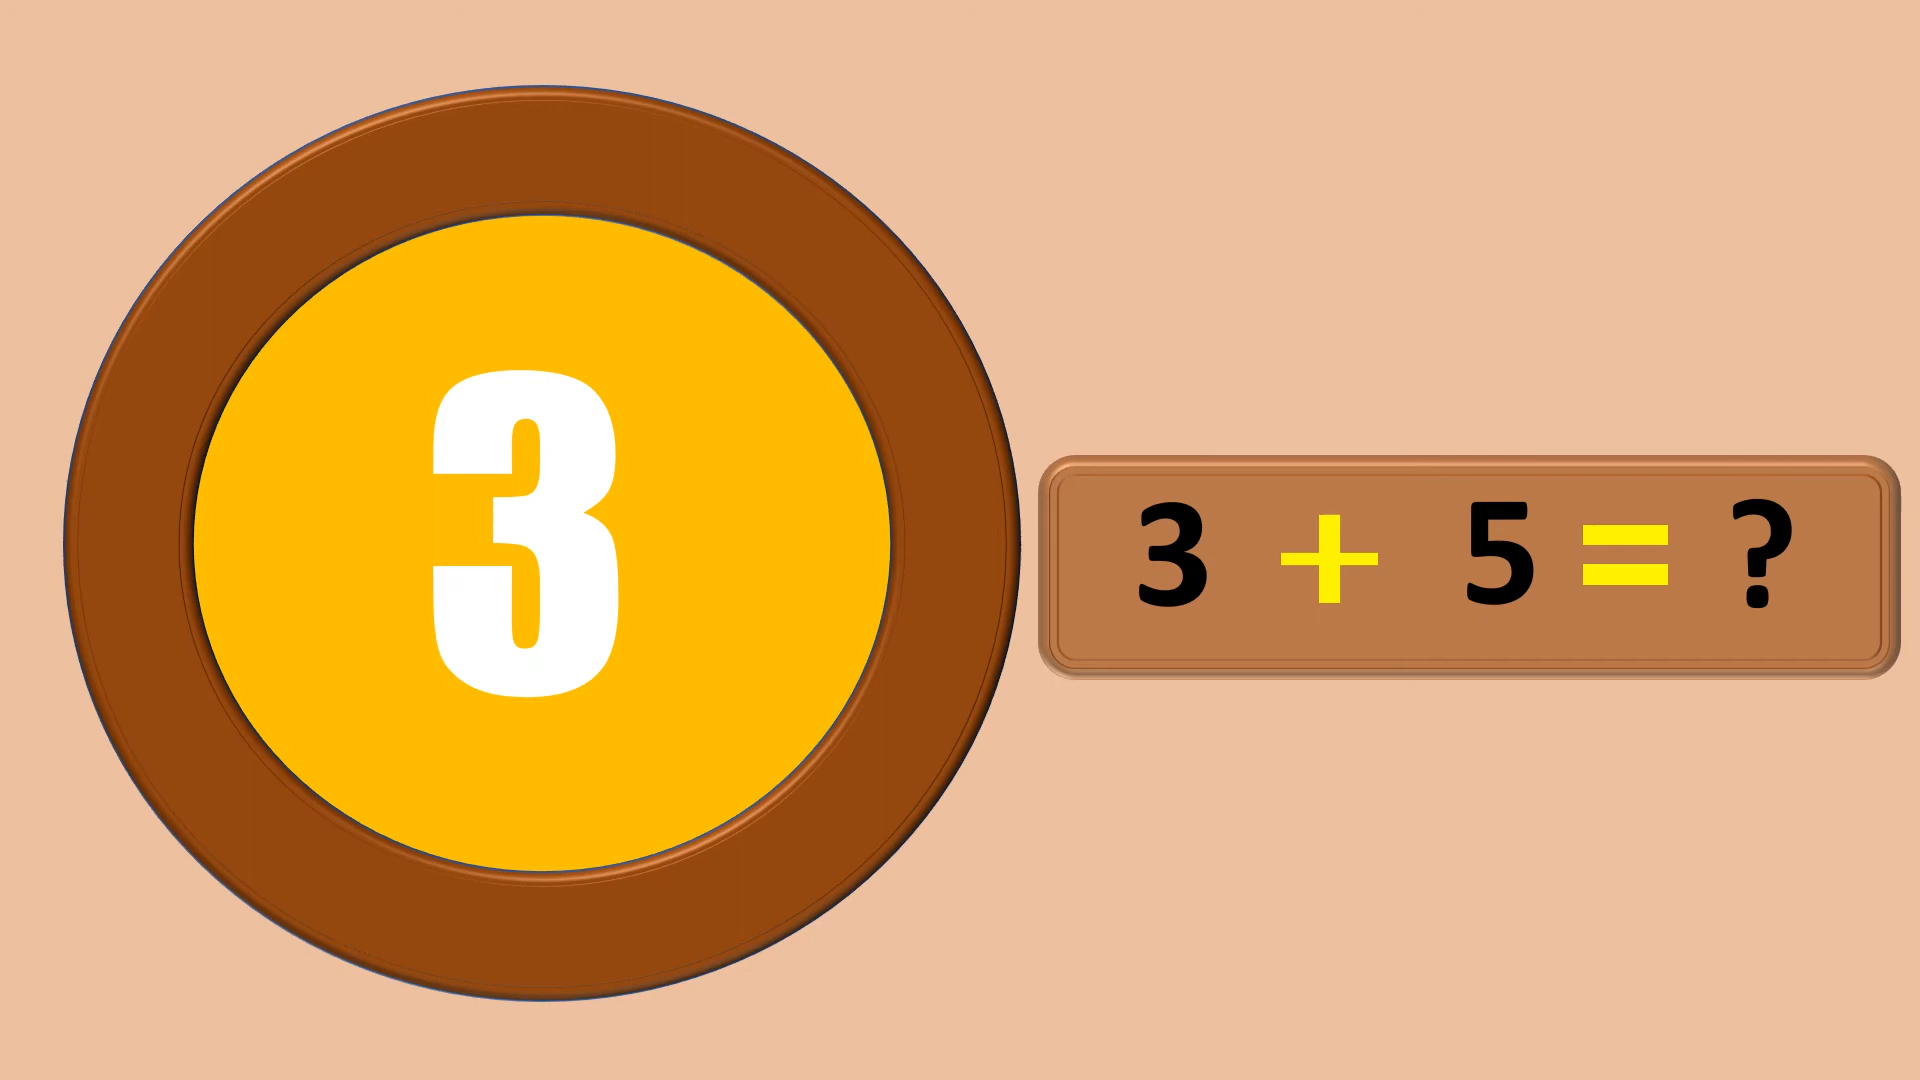 3
3 + 5 = ?